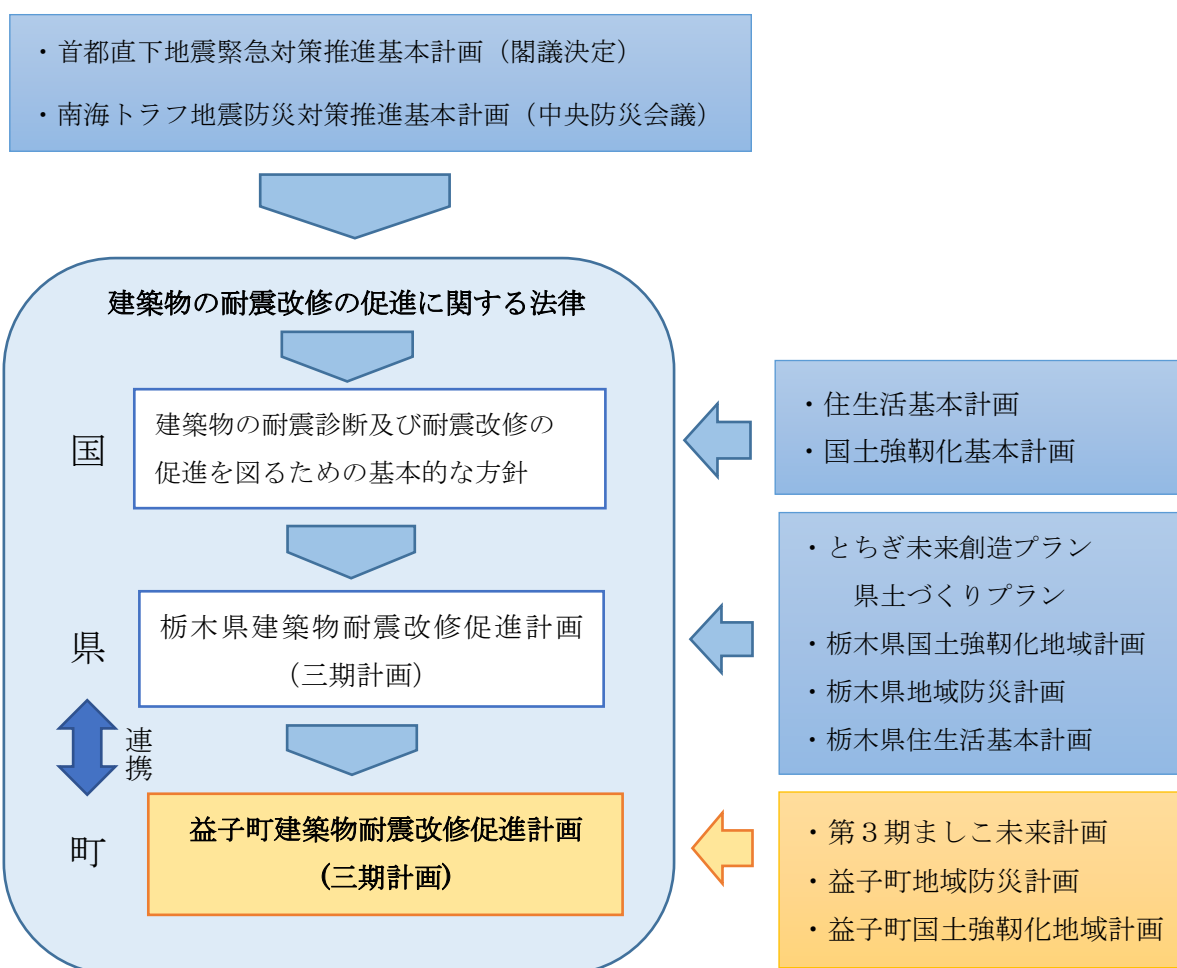 ・首都直下地震緊急対策推進基本計画（閣議決定）
・南海トラフ地震防災対策推進基本計画（中央防災会議）
建築物の耐震改修の促進に関する法律
国
建築物の耐震診断及び耐震改修の
促進を図るための基本的な方針
・住生活基本計画
・国土強靭化基本計画
県
栃木県建築物耐震改修促進計画
（三期計画）
・とちぎ未来創造プラン
県土づくりプラン
・栃木県国土強靭化地域計画
・栃木県地域防災計画
・栃木県住生活基本計画
連携
町
益子町建築物耐震改修促進計画
(三期計画)
・第３期ましこ未来計画
・益子町地域防災計画
・益子町国土強靭化地域計画